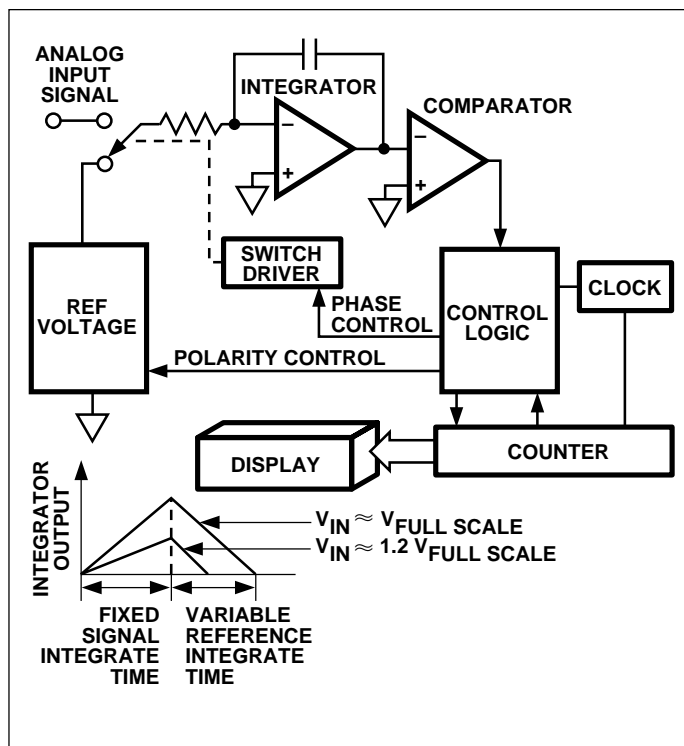 ANALOG
INPUT
SIGNAL
INTEGRATOR
COMPARATOR
−
+
−
+
REF
VOLTAGE
SWITCH
DRIVER
PHASE
CONTROL
CONTROL
LOGIC
CLOCK
POLARITY CONTROL
DISPLAY
COUNTER
INTEGRATOR
OUTPUT
VIN ≈ VFULL SCALE
VIN ≈ 1.2 VFULL SCALE
FIXED
SIGNAL
INTEGRATE
TIME
VARIABLE
REFERENCE
INTEGRATE
TIME